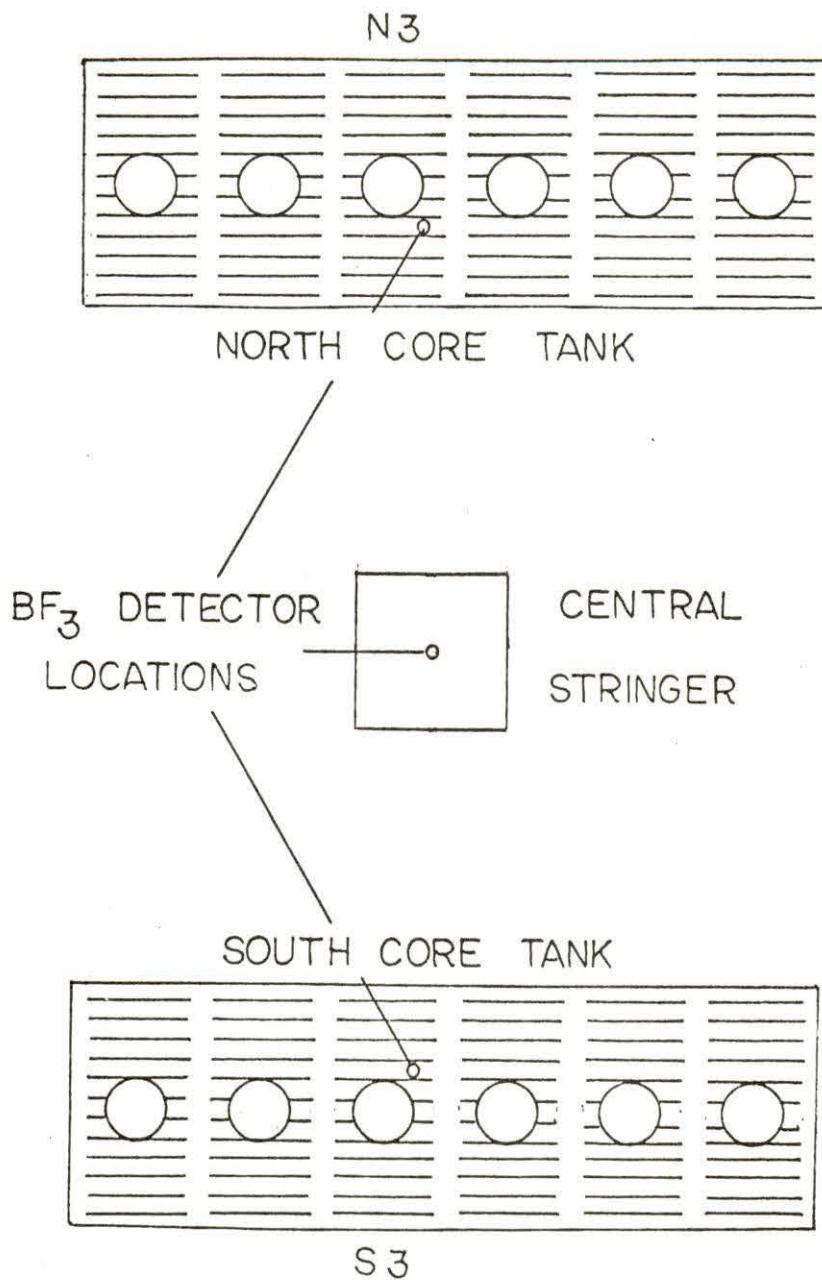 N3
NORTH CORE TANK
BF3 DETECTOR
LOCATIONS
CENTRAL
STRINGER
SOUTH CORE TANK
S3